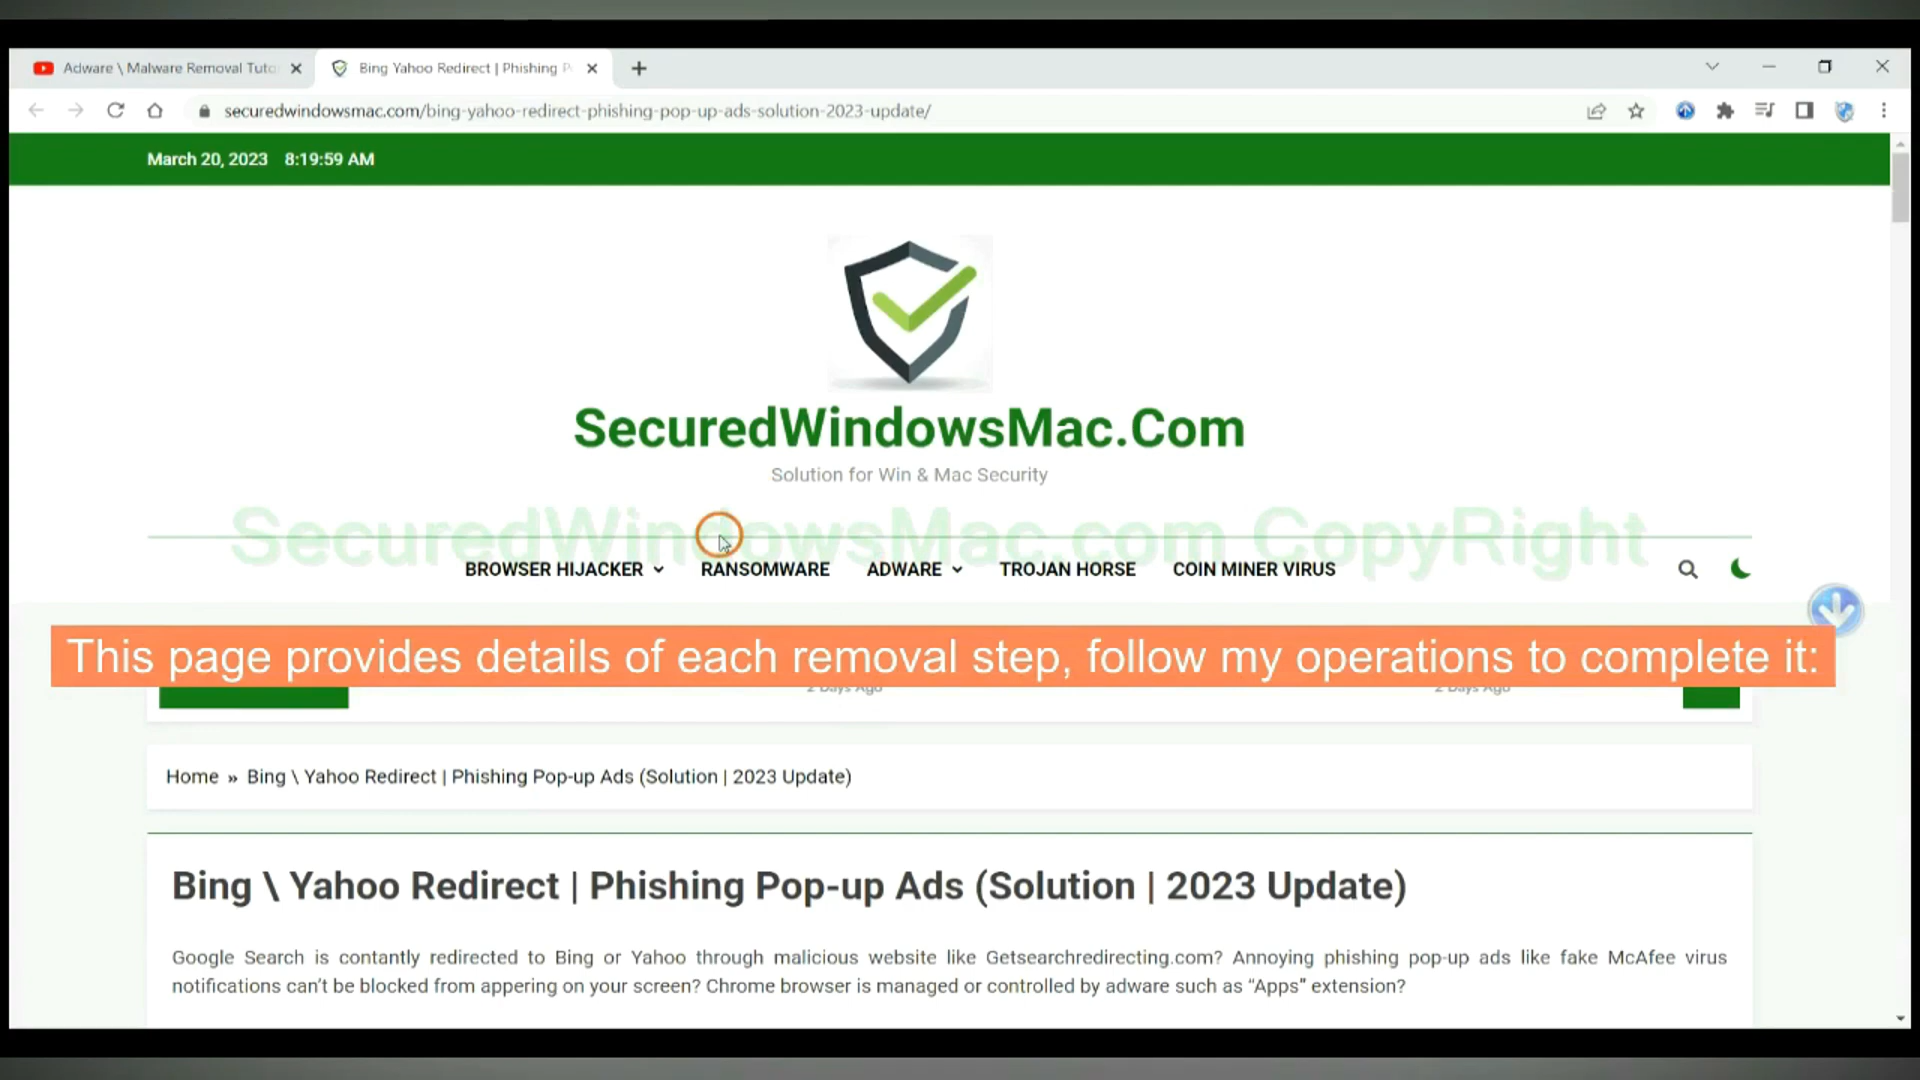 Adware \ Malware Removal Tuto
Bing Yahoo Redirect | Phishing P
securedwindowsmac.com/bing-yahoo-redirect-phishing-pop-up-ads-solution-2023-update/
March 20, 2023 8:19:59 AM
SecuredWindowsMac.Com
Solution for Win & Mac Security
SecuredWindowsMac.com CopyRight
BROWSER HIJACKER RANSOMWARE ADWARE TROJAN HORSE COIN MINER VIRUS
This page provides details of each removal step, follow my operations to complete it:
2 Days Ago 2 Days Ago
Home » Bing \ Yahoo Redirect | Phishing Pop-up Ads (Solution | 2023 Update)
Bing \ Yahoo Redirect | Phishing Pop-up Ads (Solution | 2023 Update)
Google Search is contantly redirected to Bing or Yahoo through malicious website like Getsearchredirecting.com? Annoying phishing pop-up ads like fake McAfee virus
notifications can't be blocked from appering on your screen? Chrome browser is managed or controlled by adware such as “Apps” extension?